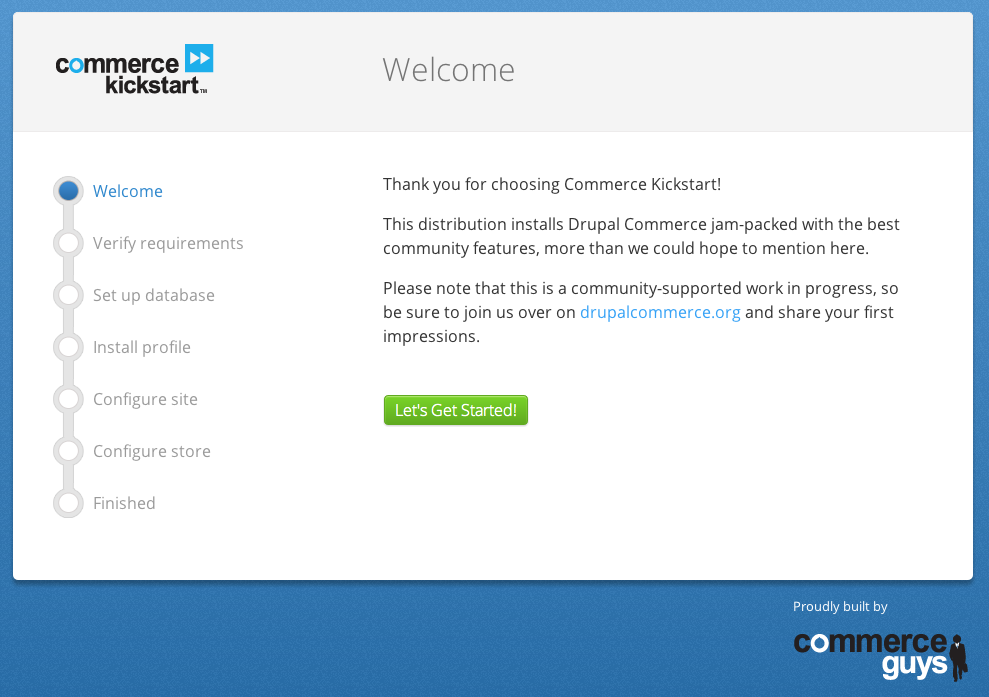 commerce
kickstart™
Welcome
Welcome
Verify requirements
Set up database
Install profile
Configure site
Configure store
Finished
Thank you for choosing Commerce Kickstart!
This distribution installs Drupal Commerce jam-packed with the best
community features, more than we could hope to mention here.
Please note that this is a community-supported work in progress, so
be sure to join us over on drupalcommerce.org and share your first
impressions.
Let's Get Started!
Proudly built by
commerce
guys